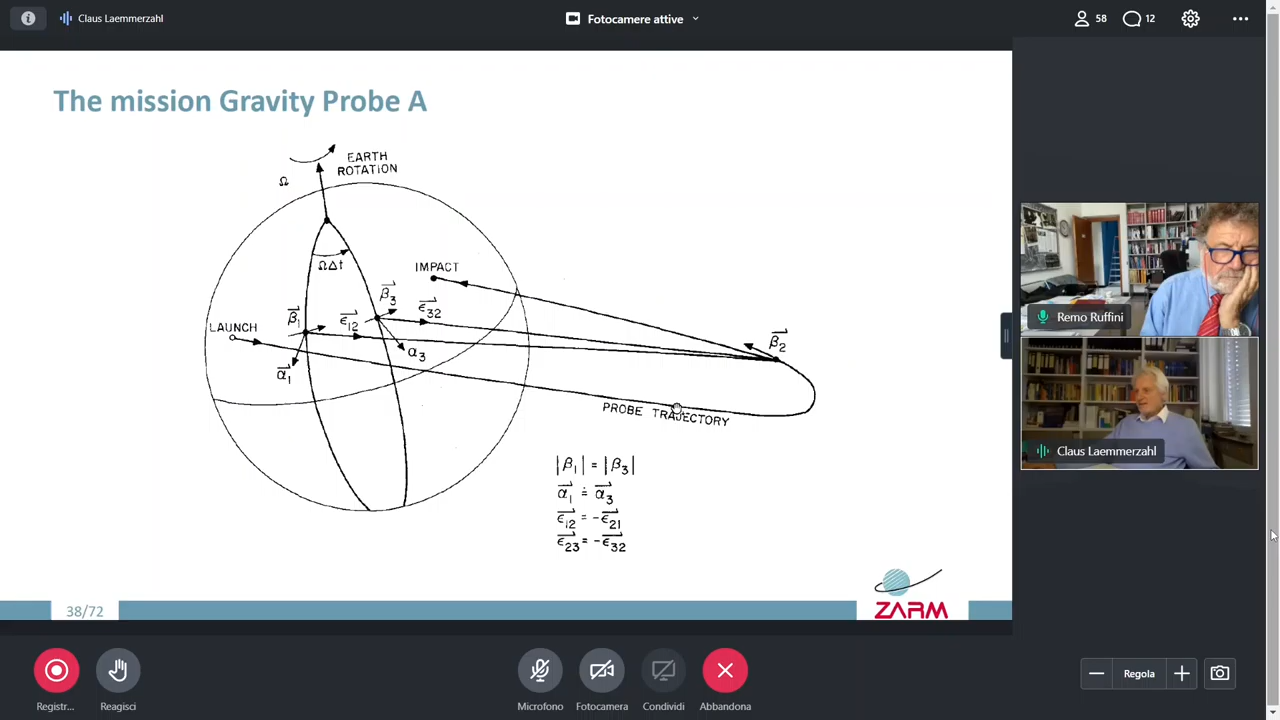 Claus Laemmerzahl
Fotocamere attive
58
12
The mission Gravity Probe A
EARTH
ROTATION
Ω
ΩΔt
IMPACT
β₃
ε₃₂
β₁
ε₁₂
LAUNCH
β₂
α₃
α₁
PROBE TRAJECTORY
|β₁| = |β₃|
α₁ ≐ α₃
ε₁₂ = -ε₂₁
ε₂₃ = -ε₃₂
Remo Ruffini
Claus Laemmerzahl
38/72
ZARM
Registr...
Reagisci
Microfono
Fotocamera
Condividi
Abbandona
Regola